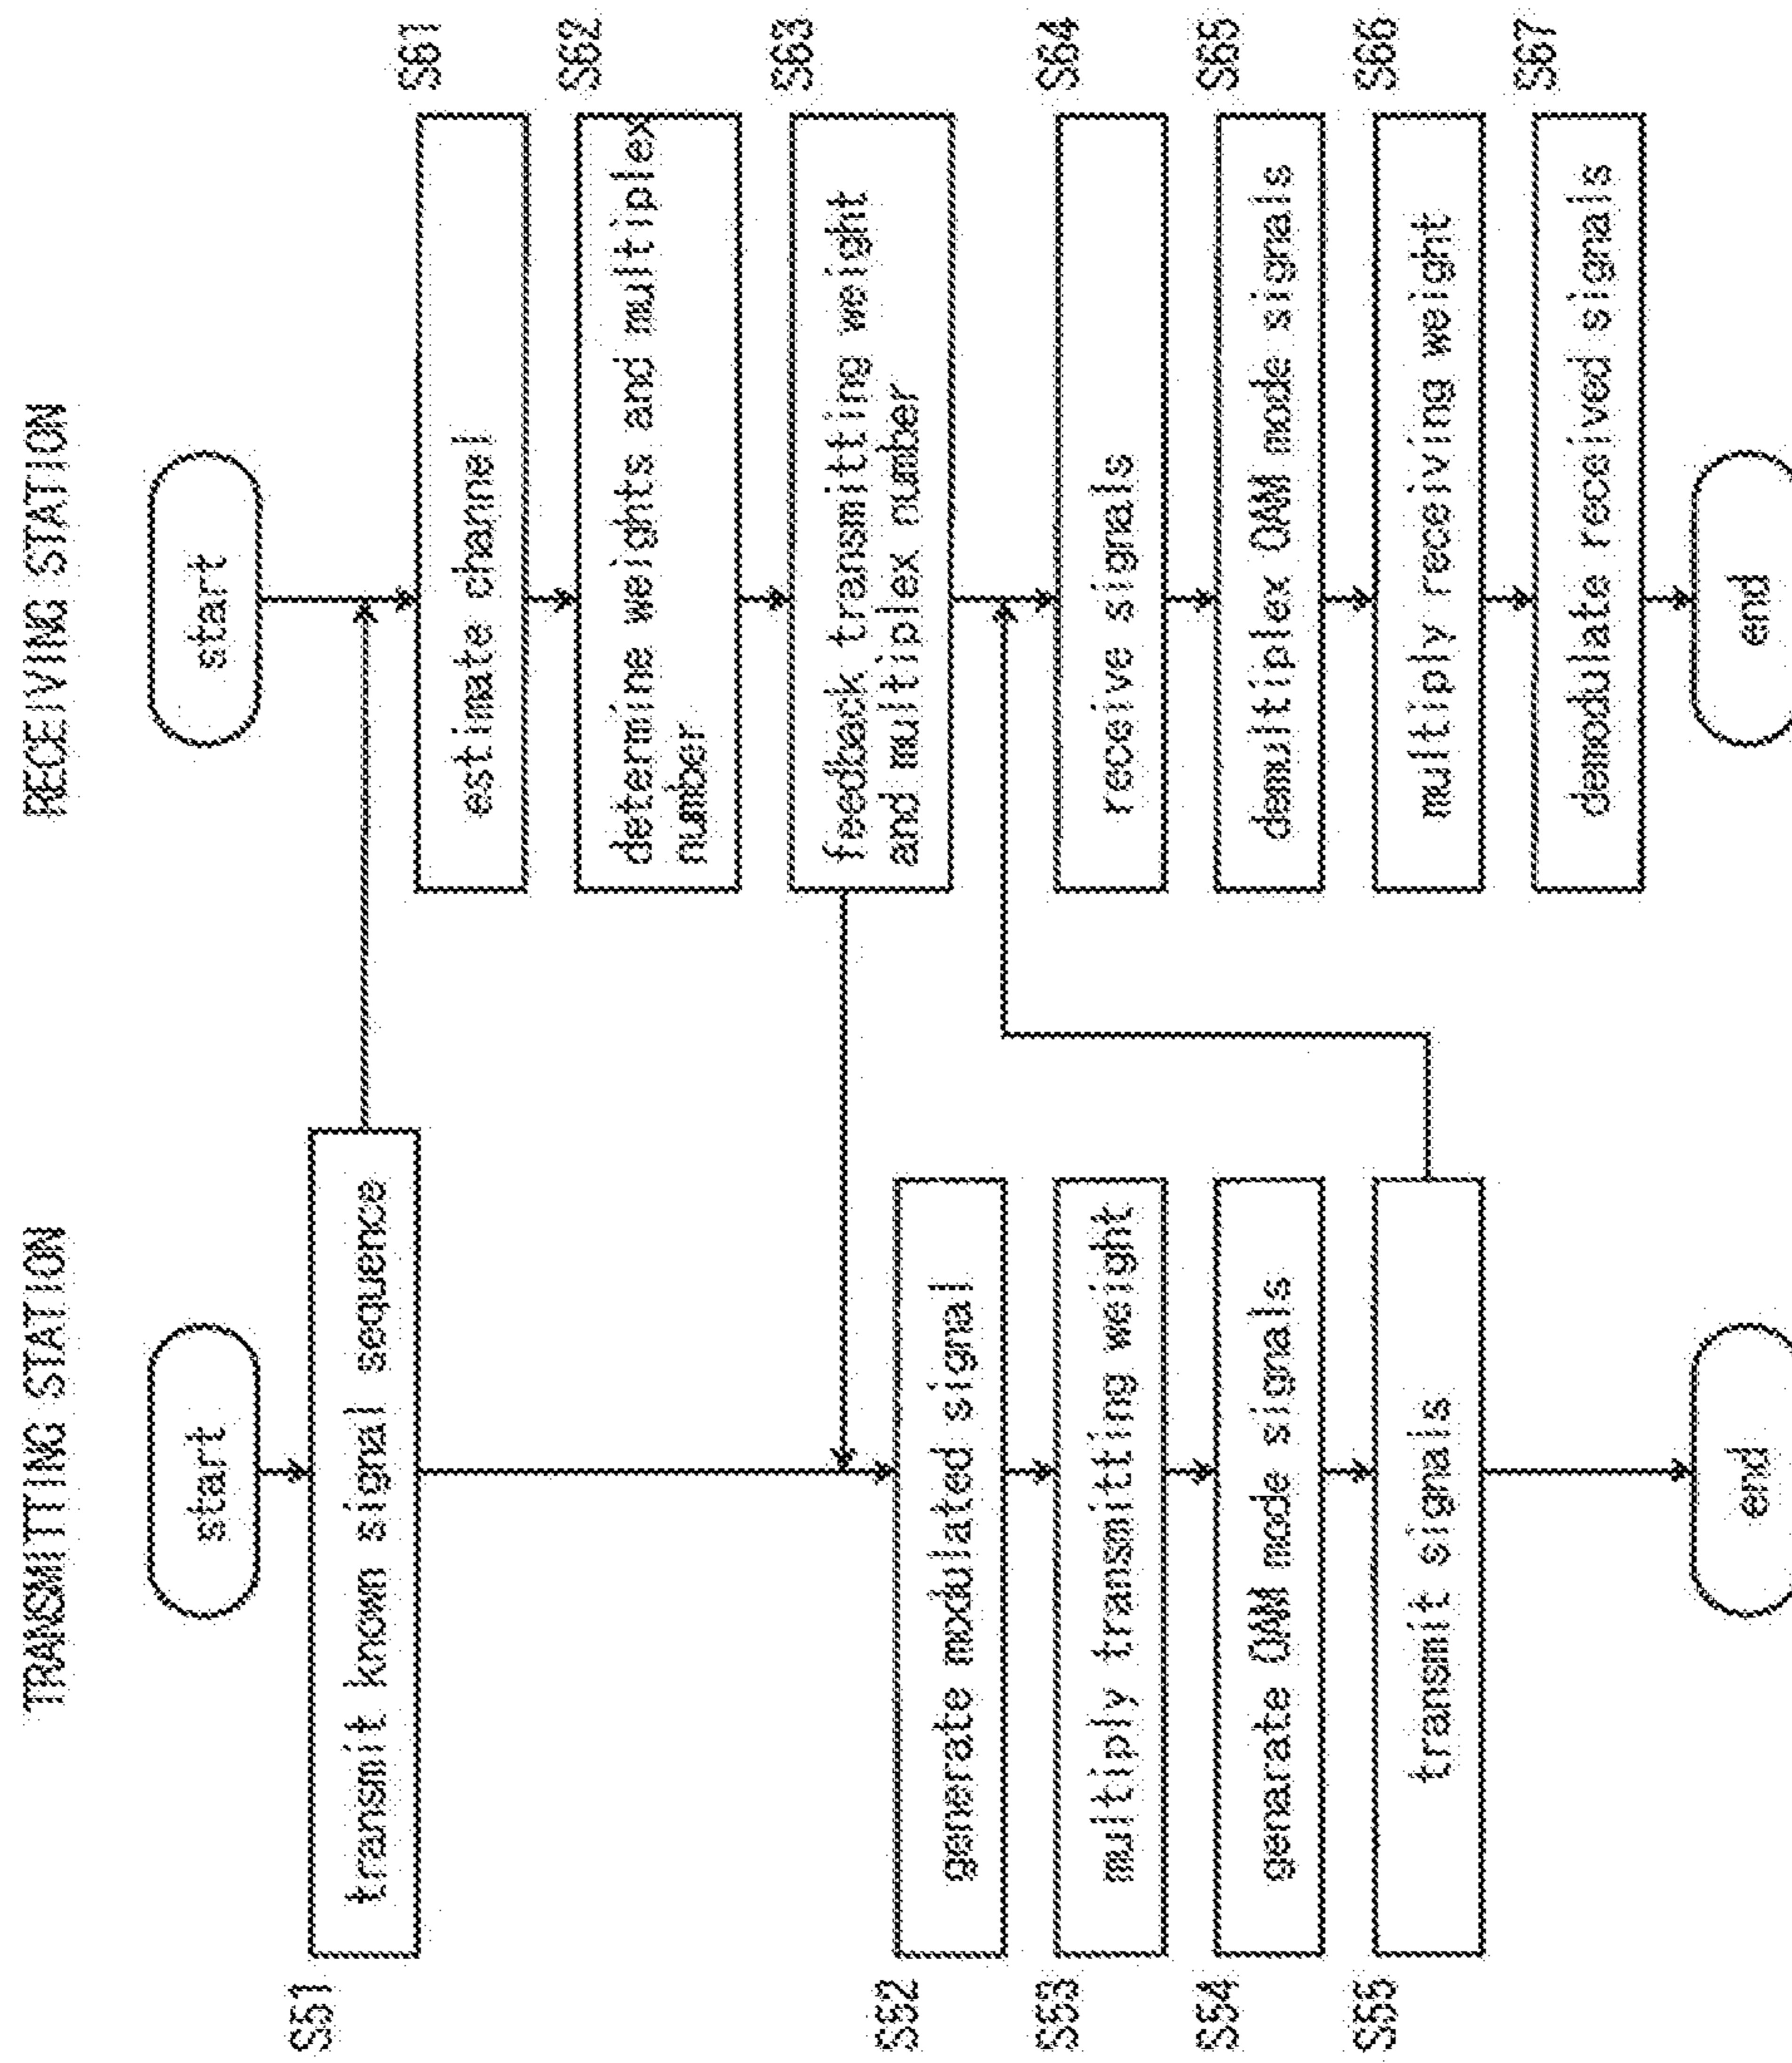 TRANSMITTING STATION
start
S51
transmit known signal sequence
S52
generate modulated signal
S53
multiply transmitting weight
S54
genarate OAM mode signals
S55
transmit signals
end
RECEIVING STATION
start
estimate channel
S61
determine weights and multiplex
number
S62
feedback transmitting weight
and multiplex number
S63
receive signals
S64
demultiplex OAM mode signals
S65
multiply receiving weight
S66
demodulate received signals
S67
end